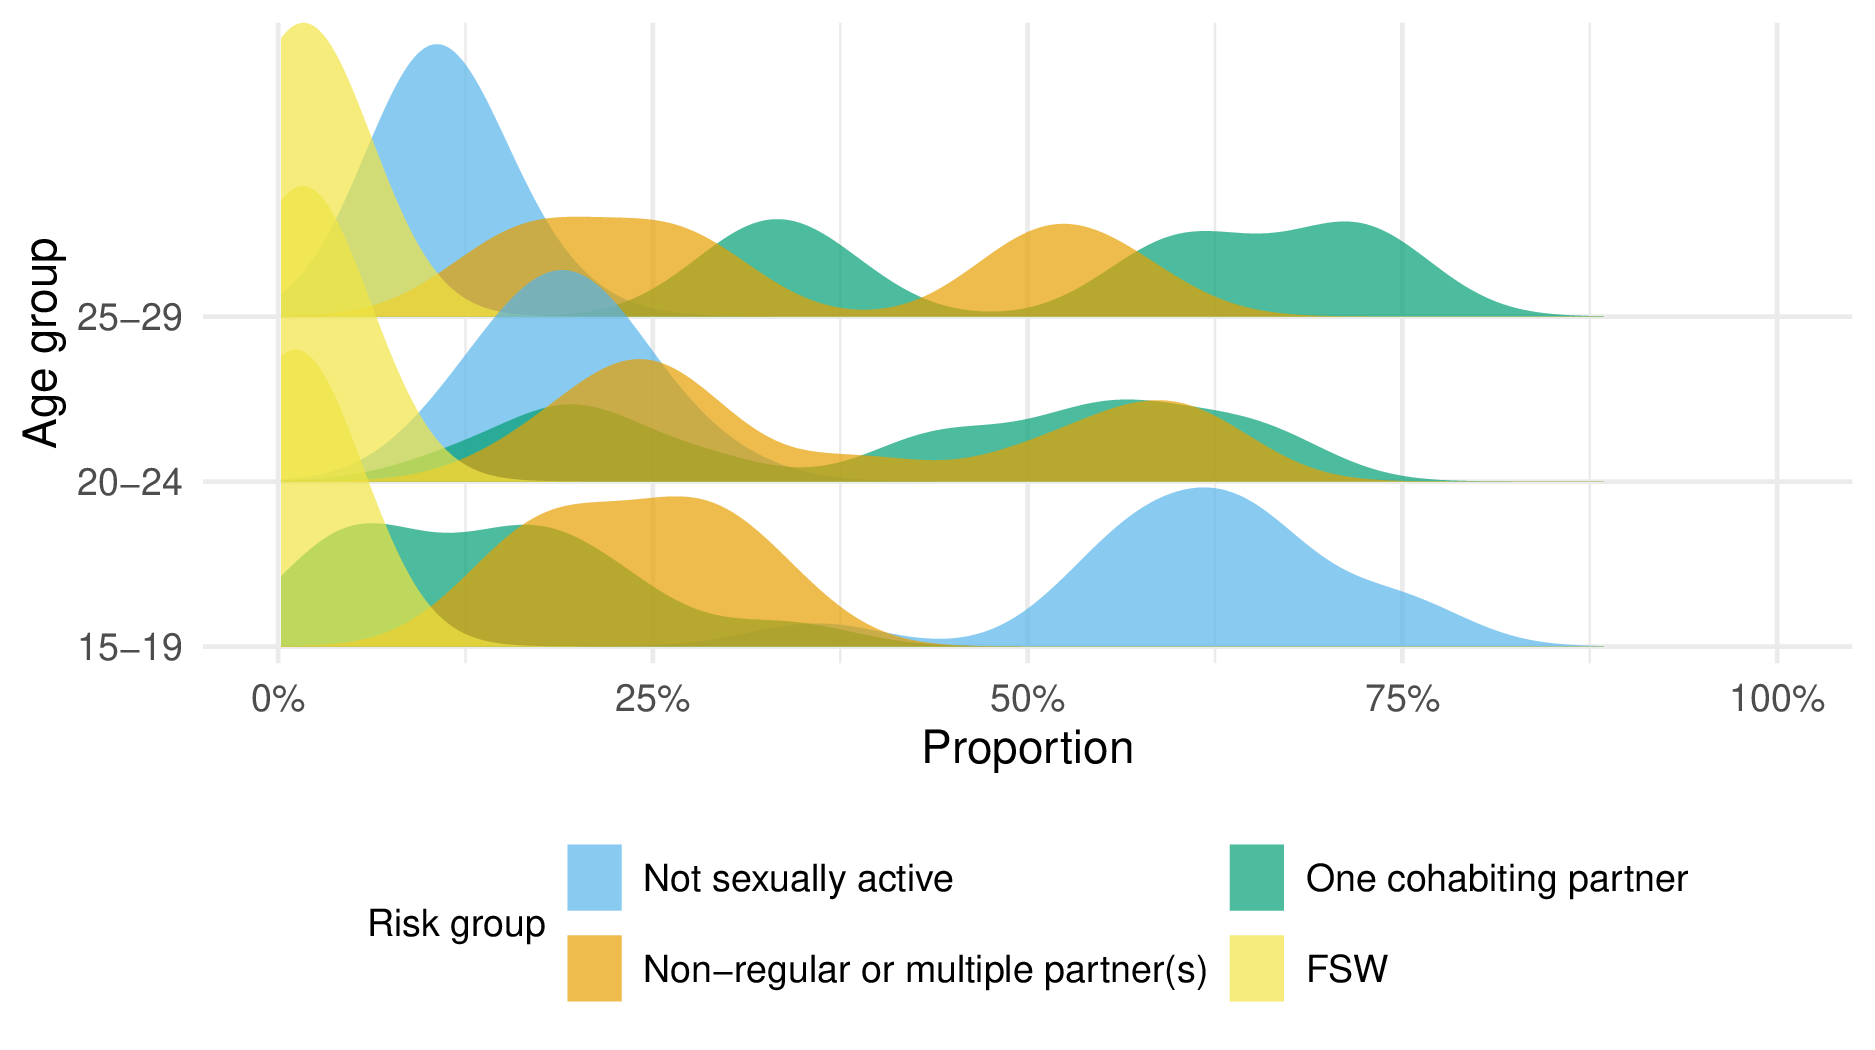 Age group
25−29
20−24
15−19
0%
25%
50%
75%
100%
Proportion
Risk group
Not sexually active
One cohabiting partner
Non−regular or multiple partner(s)
FSW